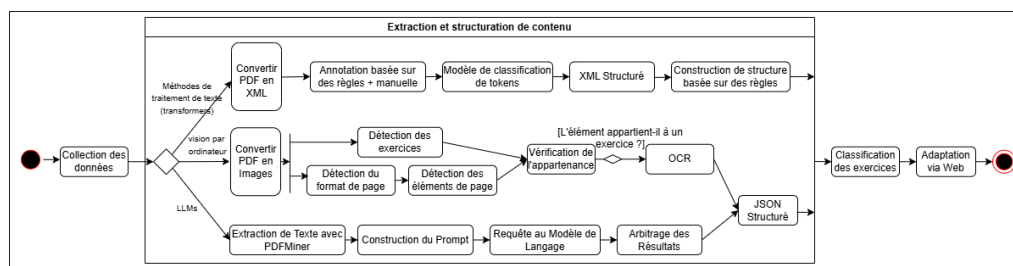 Extraction et structuration de contenu
Convertir
PDF en
XML
Annotation basée sur
des règles + manuelle
Modèle de classification
de tokens
XML Structuré
Construction de structure
basée sur des règles
Méthodes de
traitement de texte
(transformers)
[L'élément appartient-il à un
exercice ?]
vision par
ordinateur
Convertir
PDF en
Images
Détection des
exercices
Vérification de
l'appartenance
OCR
Collection des
données
Classification
des exercices
Adaptation
via Web
Détection du
format de page
Détection des
éléments de page
JSON
Structuré
LLMs
Extraction de Texte avec
PDFMiner
Construction du Prompt
Requête au Modèle de
Langage
Arbitrage des
Résultats